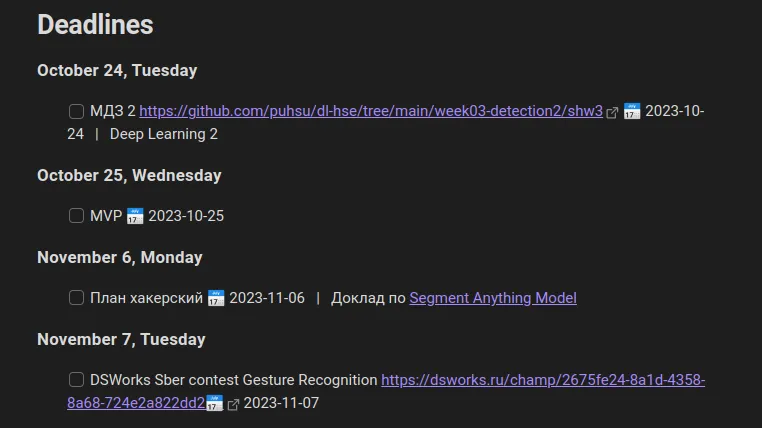 Deadlines
October 24, Tuesday
МДЗ 2 https://github.com/puhsu/dl-hse/tree/main/week03-detection2/shw3 📅 2023-10-
24 | Deep Learning 2
October 25, Wednesday
MVP 📅 2023-10-25
November 6, Monday
План хакерский 📅 2023-11-06 | Доклад по Segment Anything Model
November 7, Tuesday
DSWorks Sber contest Gesture Recognition https://dsworks.ru/champ/2675fe24-8a1d-4358-
8a68-724e2a822dd2📅 2023-11-07